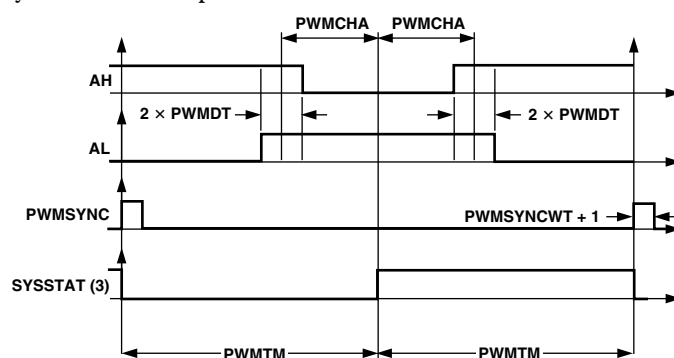 PWMCHA PWMCHA
AH
2 × PWMDT 2 × PWMDT
AL
PWMSYNC PWMSYNCWT + 1
SYSSTAT (3)
PWMTM PWMTM